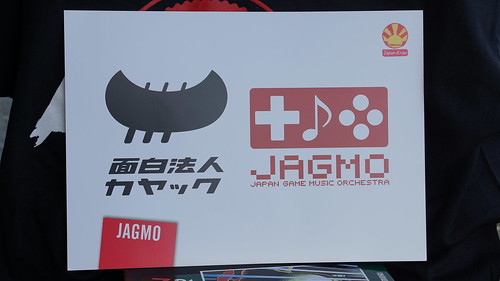 面白法人
カヤック
JAGMO
JAPAN GAME MUSIC ORCHESTRA
JAGMO